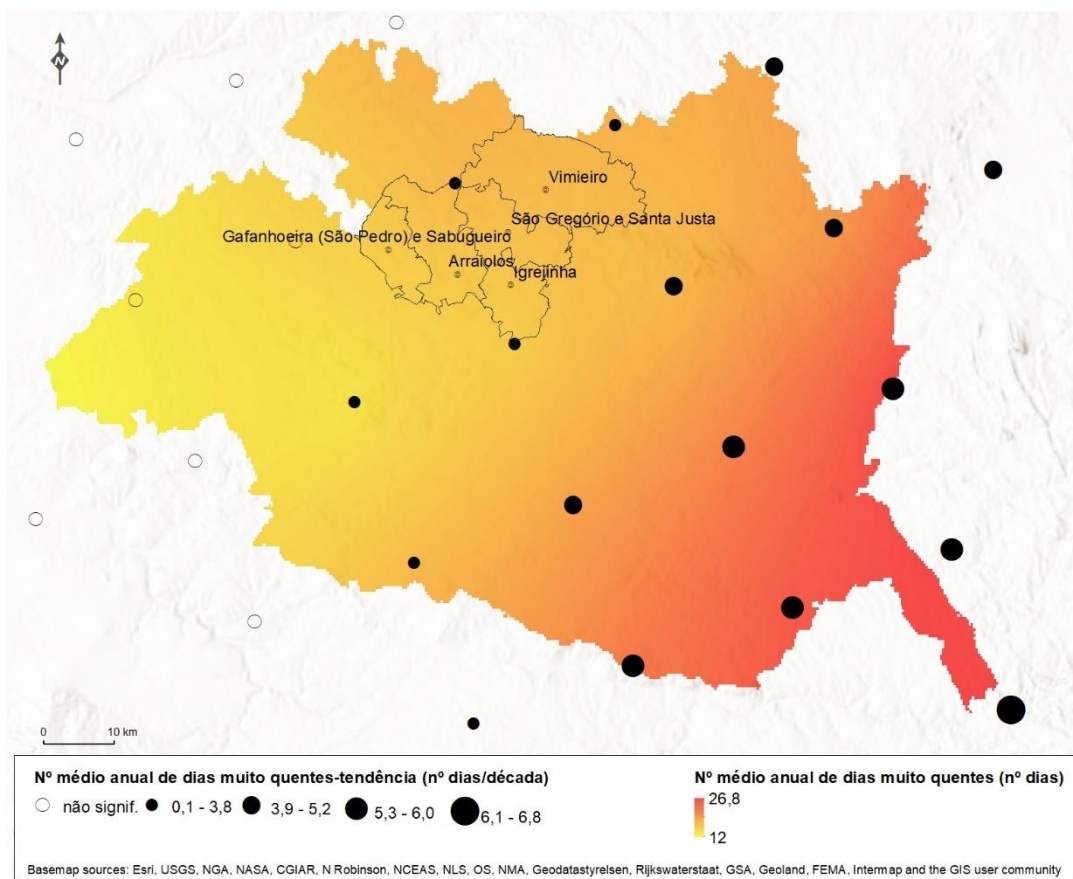 N
Vimieiro
São Gregório e Santa Justa
Gafanhoeira (São Pedro) e Sabugueiro
Arraiolos
Igrejinha
0 10 km
Nº médio anual de dias muito quentes-tendência (nº dias/década)
não signif. 0,1 - 3,8 3,9 - 5,2 5,3 - 6,0 6,1 - 6,8
Nº médio anual de dias muito quentes (nº dias)
26,8
12
Basemap sources: Esri, USGS, NGA, NASA, CGIAR, N Robinson, NCEAS, NLS, OS, NMA, Geodatastyrelsen, Rijkswaterstaat, GSA, Geoland, FEMA, Intermap and the GIS user community